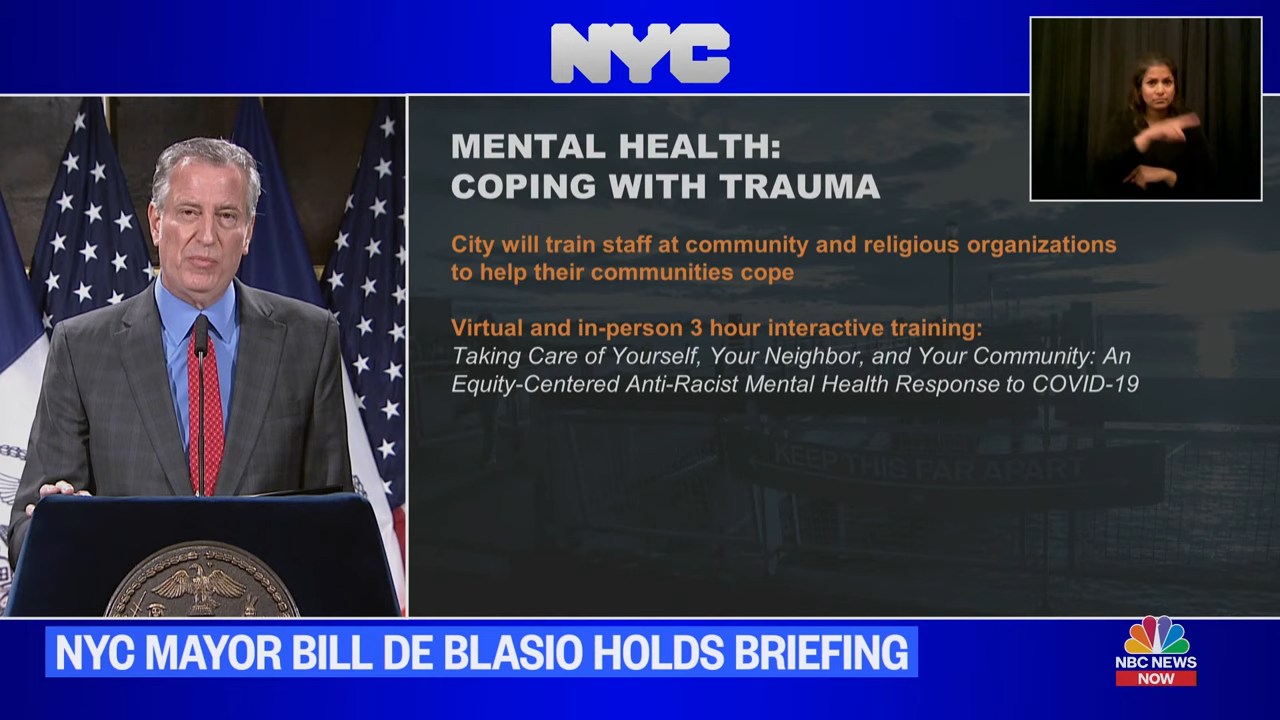 NYC
MENTAL HEALTH:
COPING WITH TRAUMA
City will train staff at community and religious organizations
to help their communities cope
Virtual and in-person 3 hour interactive training:
Taking Care of Yourself, Your Neighbor, and Your Community: An
Equity-Centered Anti-Racist Mental Health Response to COVID-19
KEEP THIS FAR APART
NYC MAYOR BILL DE BLASIO HOLDS BRIEFING
NBC NEWS
NOW